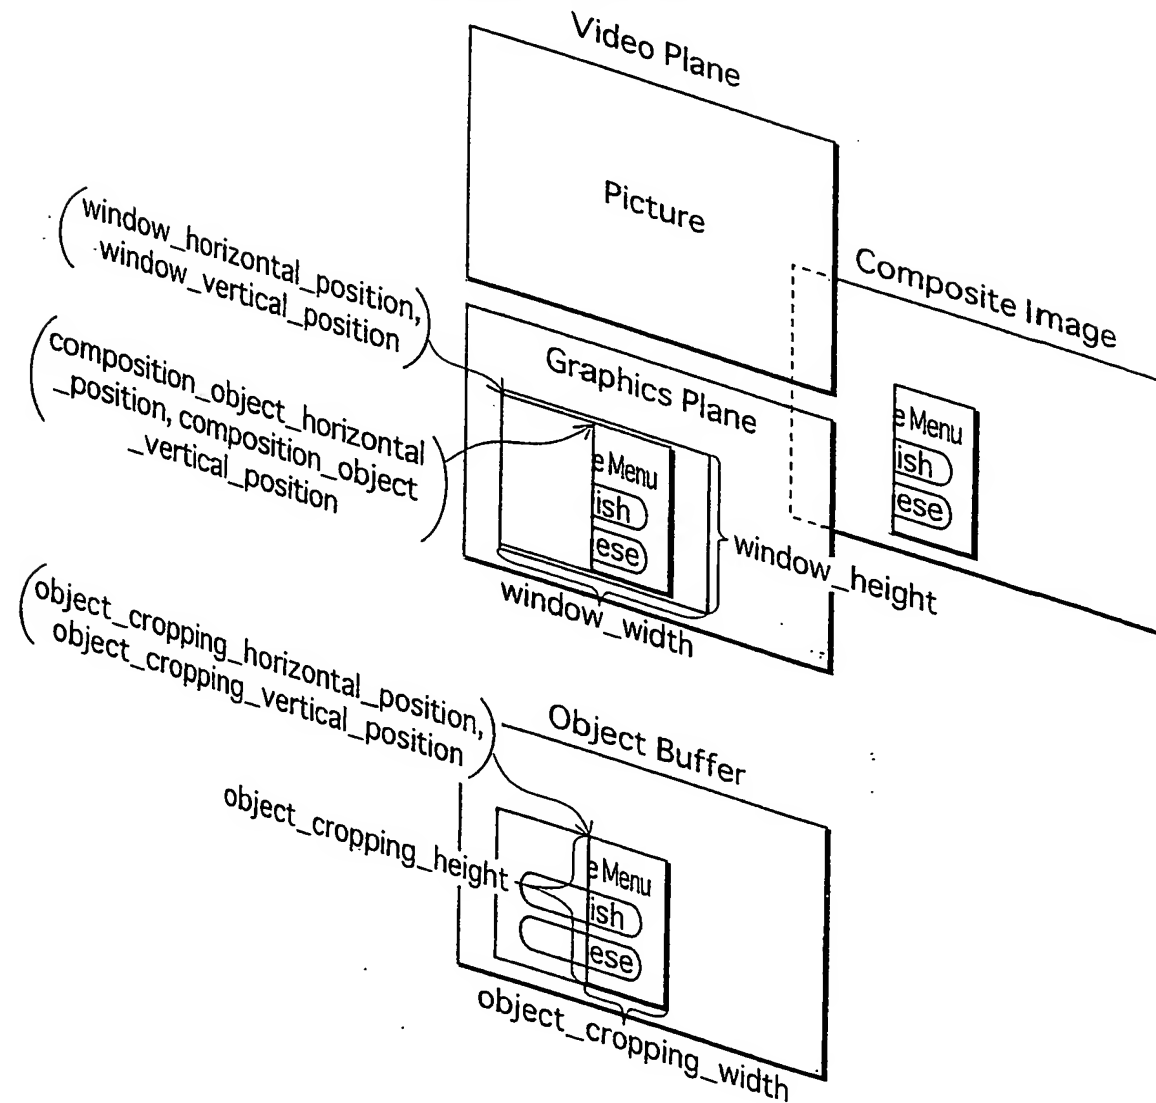 Video Plane
Picture
window_horizontal_position,
window_vertical_position
Composite Image
composition_object_horizontal
_position, composition_object
_vertical_position
Graphics Plane
e Menu
ish
ese
e Menu
ish
ese
window_height
window_width
object_cropping_horizontal_position,
object_cropping_vertical_position
Object Buffer
object_cropping_height
e Menu
ish
ese
object_cropping_width